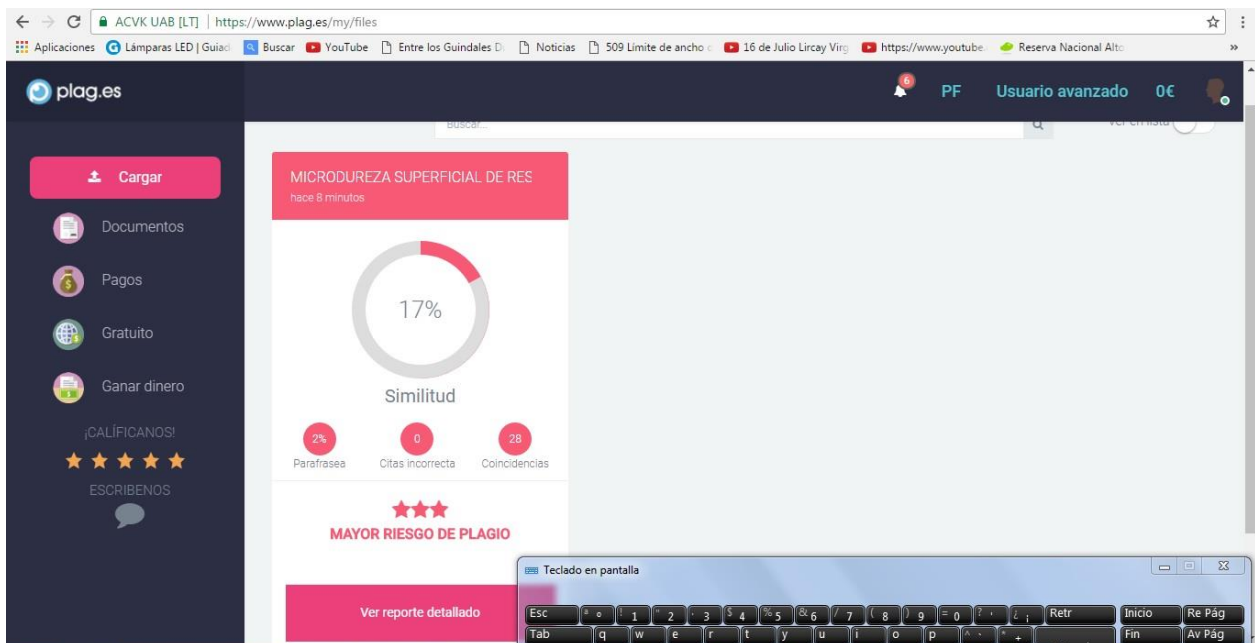 ACVK UAB [LT] | https://www.plag.es/my/files
Aplicaciones Lámparas LED | Guiad Buscar YouTube Entre los Guindales D Noticias 509 Límite de ancho c 16 de Julio Lircay Virg https://www.youtube. Reserva Nacional Alto »
plag.es
6 PF Usuario avanzado 0€
Buscar...
Ver en lista
Cargar
Documentos
Pagos
Gratuito
Ganar dinero
¡CALÍFICANOS!
ESCRIBENOS
MICRODUREZA SUPERFICIAL DE RES
hace 8 minutos
17%
Similitud
2% 0 28
Parafrasea Citas incorrecta Coincidencias
MAYOR RIESGO DE PLAGIO
Ver reporte detallado
Teclado en pantalla
Esc ª º ! 1 " 2 · 3 $ 4 % 5 & 6 / 7 ( 8 ) 9 = 0 ? ' ¿ ¡ Retr Inicio Re Pág
Tab q w e r t y u i o p ^ ` * + Fin Av Pág